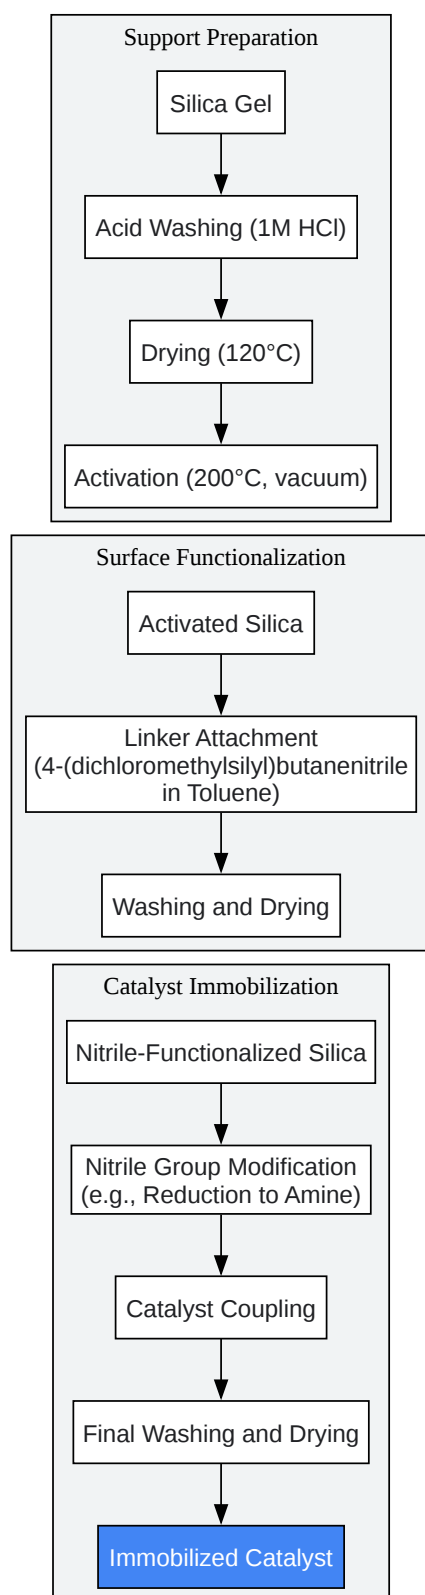 Support Preparation
Silica Gel
Acid Washing (1M HCl)
Drying (120°C)
Activation (200°C, vacuum)
Surface Functionalization
Activated Silica
Linker Attachment
(4-(dichloromethylsilyl)butanenitrile
in Toluene)
Washing and Drying
Catalyst Immobilization
Nitrile-Functionalized Silica
Nitrile Group Modification
(e.g., Reduction to Amine)
Catalyst Coupling
Final Washing and Drying
Immobilized Catalyst